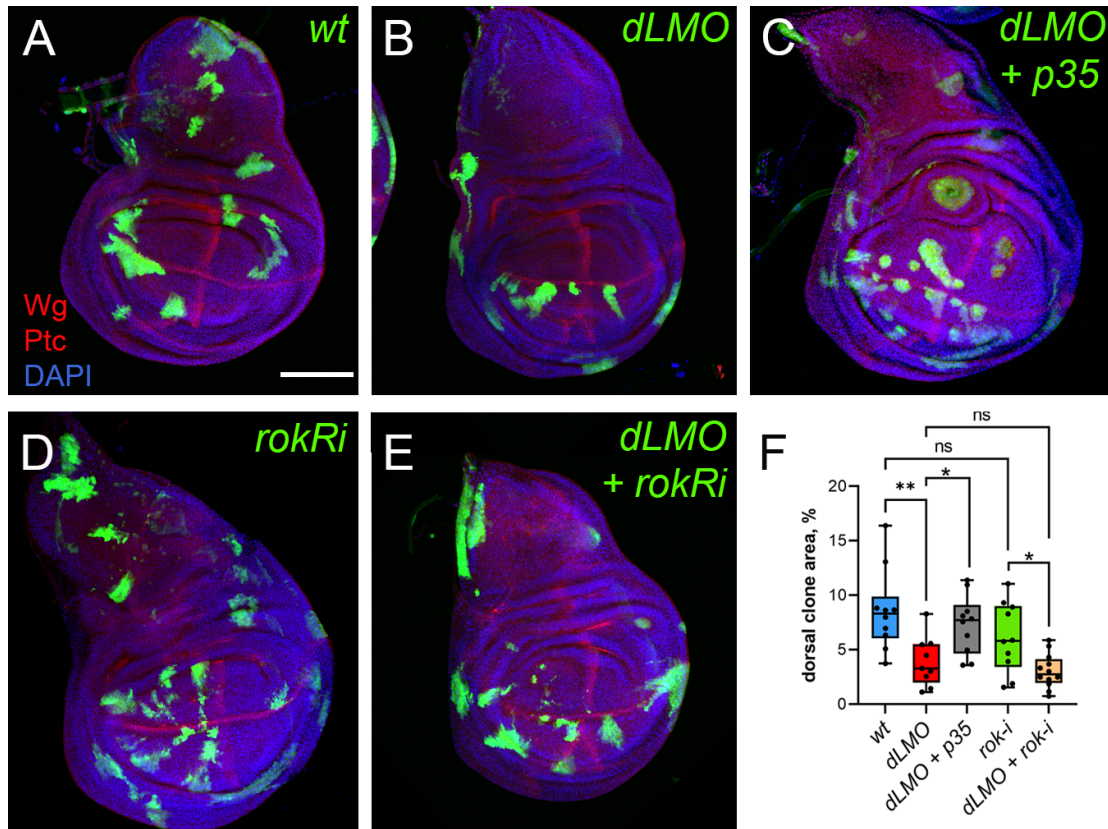 A
wt
Wg
Ptc
DAPI
B
dLMO
C
dLMO
+ p35
D
rokRi
E
dLMO
+ rokRi
F
ns
ns
**
*
*
dorsal clone area, %
20
15
10
5
0
wt
dLMO
dLMO + p35
rok-i
dLMO + rok-i